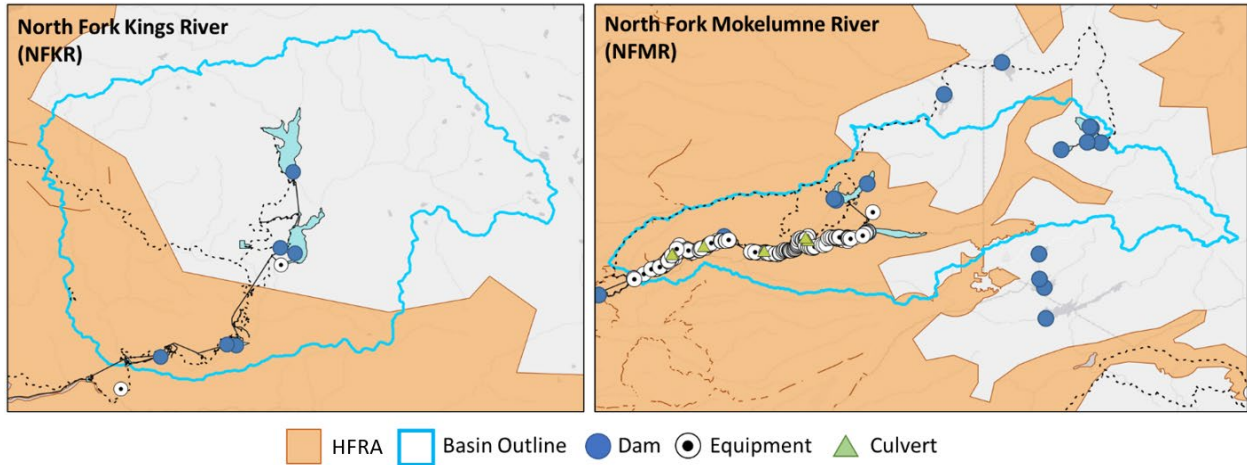 North Fork Kings River
(NFKR)
North Fork Mokelumne River
(NFMR)
HFRA Basin Outline Dam Equipment Culvert